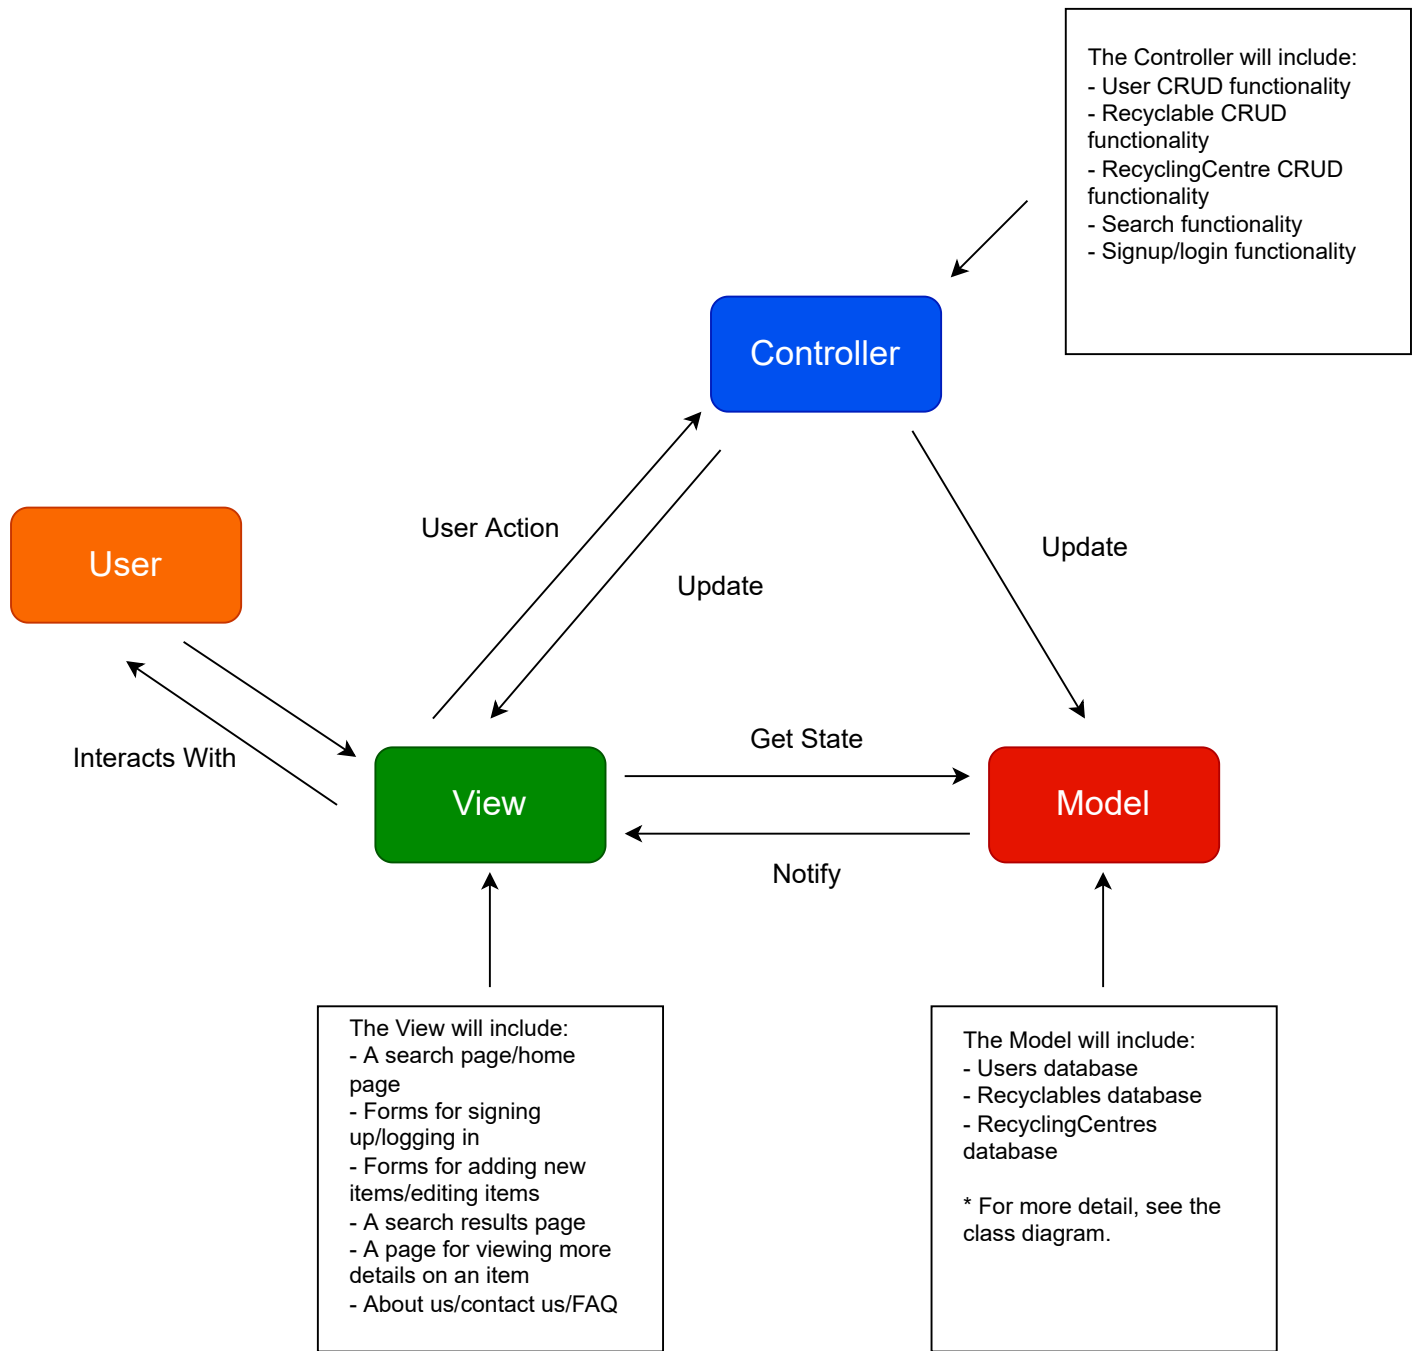 The Controller will include:
- User CRUD functionality
- Recyclable CRUD
functionality
- RecyclingCentre CRUD
functionality
- Search functionality
- Signup/login functionality
Controller
User Action
Update
Update
User
Interacts With
View
Get State
Notify
Model
The View will include:
- A search page/home
page
- Forms for signing
up/logging in
- Forms for adding new
items/editing items
- A search results page
- A page for viewing more
details on an item
- About us/contact us/FAQ
The Model will include:
- Users database
- Recyclables database
- RecyclingCentres
database
* For more detail, see the
class diagram.